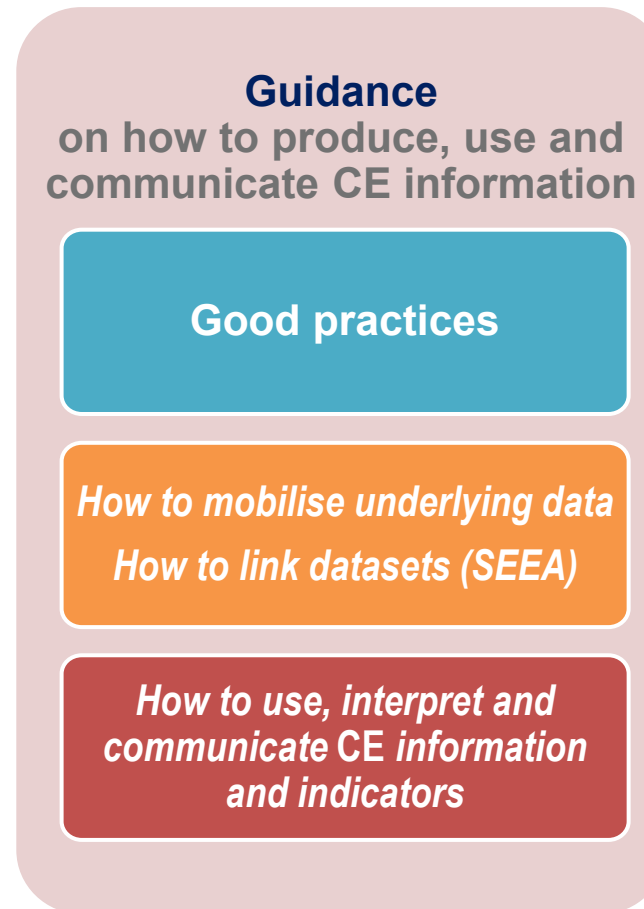 Guidance
on how to produce, use and
communicate CE information
Good practices
How to mobilise underlying data
How to link datasets (SEEA)
How to use, interpret and
communicate CE information
and indicators